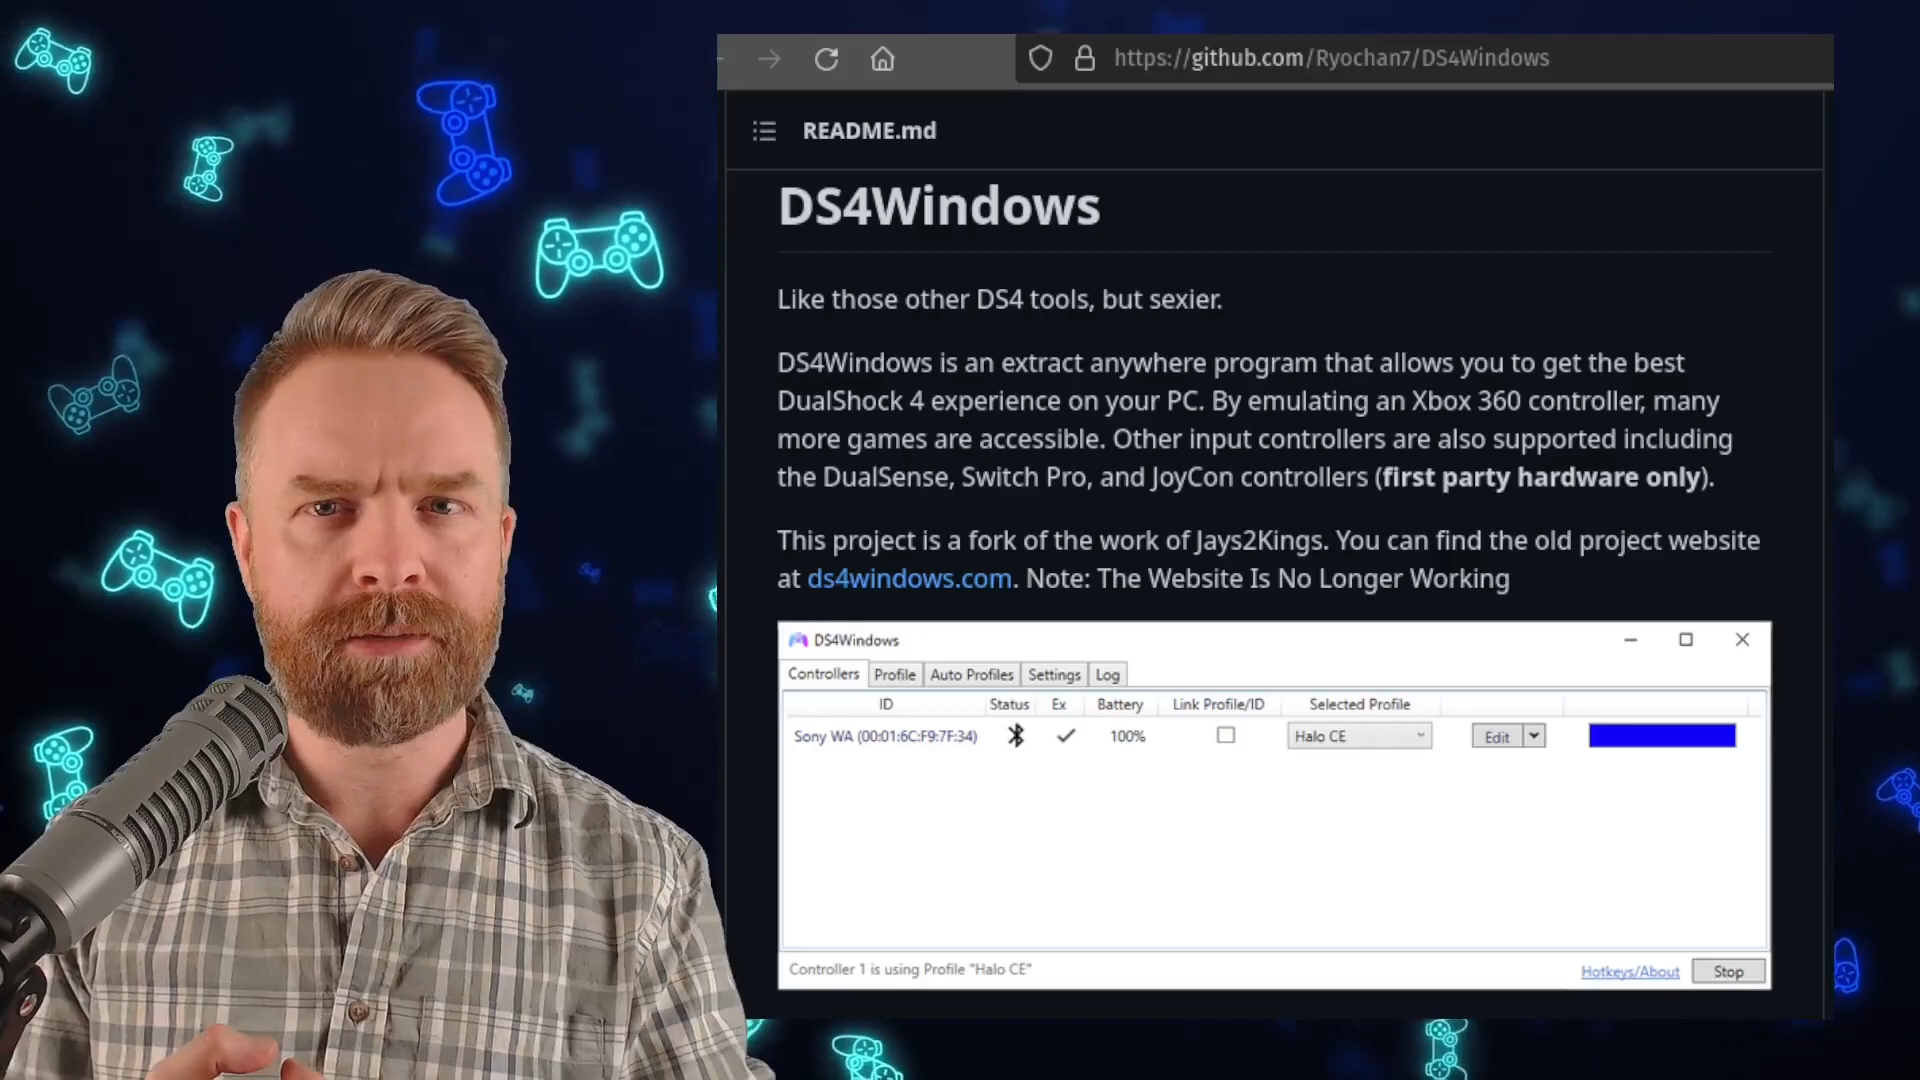 https://github.com/Ryochan7/DS4Windows
README.md
DS4Windows
Like those other DS4 tools, but sexier.
DS4Windows is an extract anywhere program that allows you to get the best
DualShock 4 experience on your PC. By emulating an Xbox 360 controller, many
more games are accessible. Other input controllers are also supported including
the DualSense, Switch Pro, and JoyCon controllers (first party hardware only).
This project is a fork of the work of Jays2Kings. You can find the old project website
at ds4windows.com. Note: The Website Is No Longer Working
DS4Windows
Controllers Profile Auto Profiles Settings Log
ID Status Ex Battery Link Profile/ID Selected Profile
Sony WA (00:01:6C:F9:7F:34) 100% Halo CE Edit
Controller 1 is using Profile "Halo CE" Hotkeys/About Stop